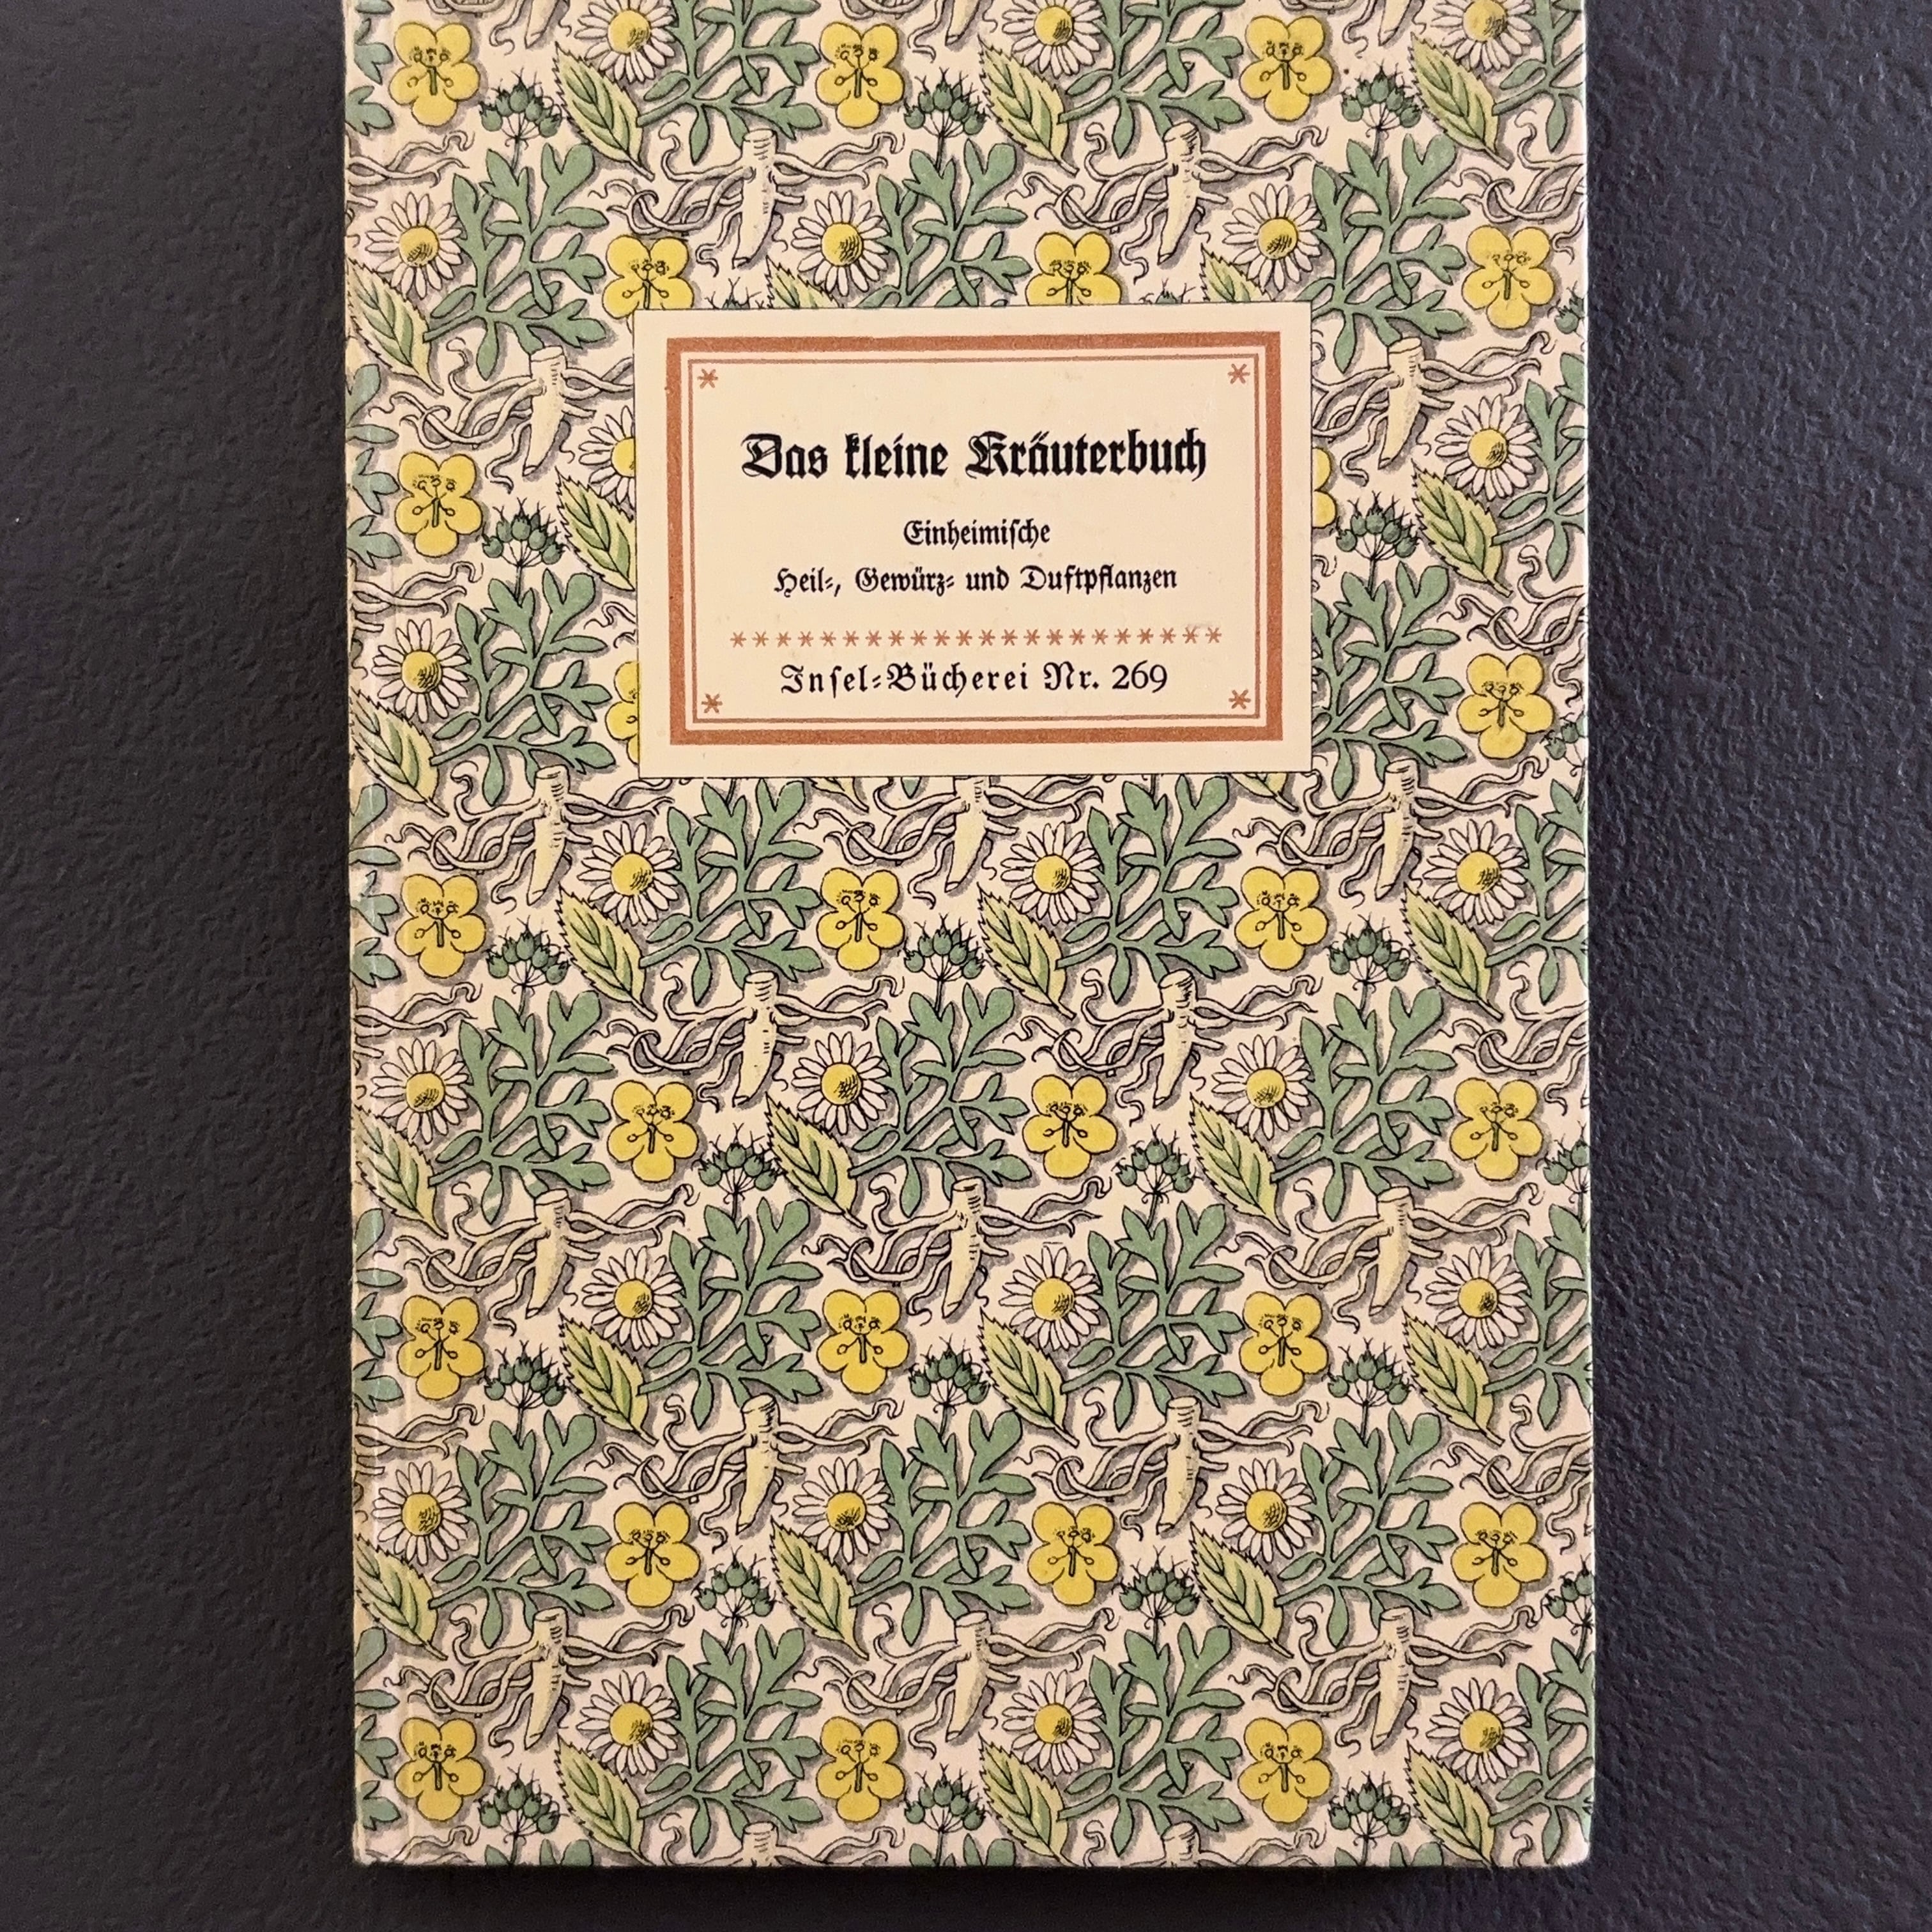 Das kleine Kräuterbuch
Einheimiſche
Heil⸗, Gewürz⸗ und Duftpflanzen
Inſel⸗Bücherei Nr. 269